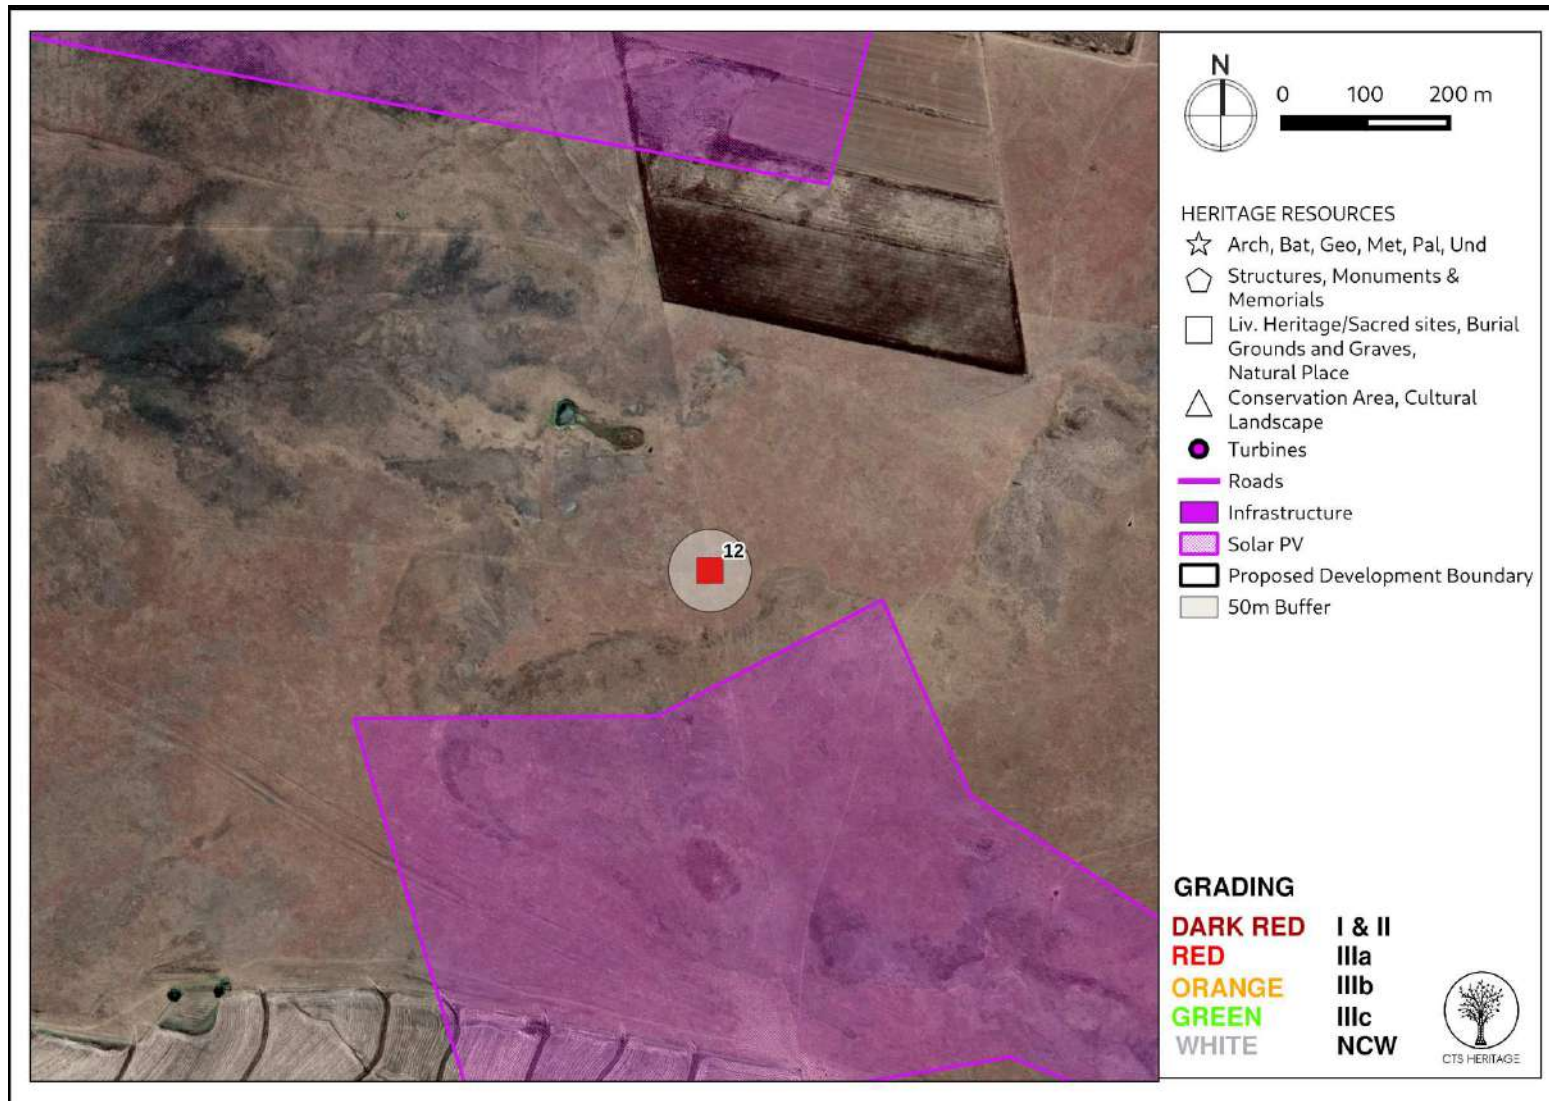 12
N
0 100 200 m
HERITAGE RESOURCES
Arch, Bat, Geo, Met, Pal, Und
Structures, Monuments &
Memorials
Liv. Heritage/Sacred sites, Burial
Grounds and Graves,
Natural Place
Conservation Area, Cultural
Landscape
Turbines
Roads
Infrastructure
Solar PV
Proposed Development Boundary
50m Buffer
GRADING
DARK RED I & II
RED IIIa
ORANGE IIIb
GREEN IIIc
WHITE NCW
CTS HERITAGE